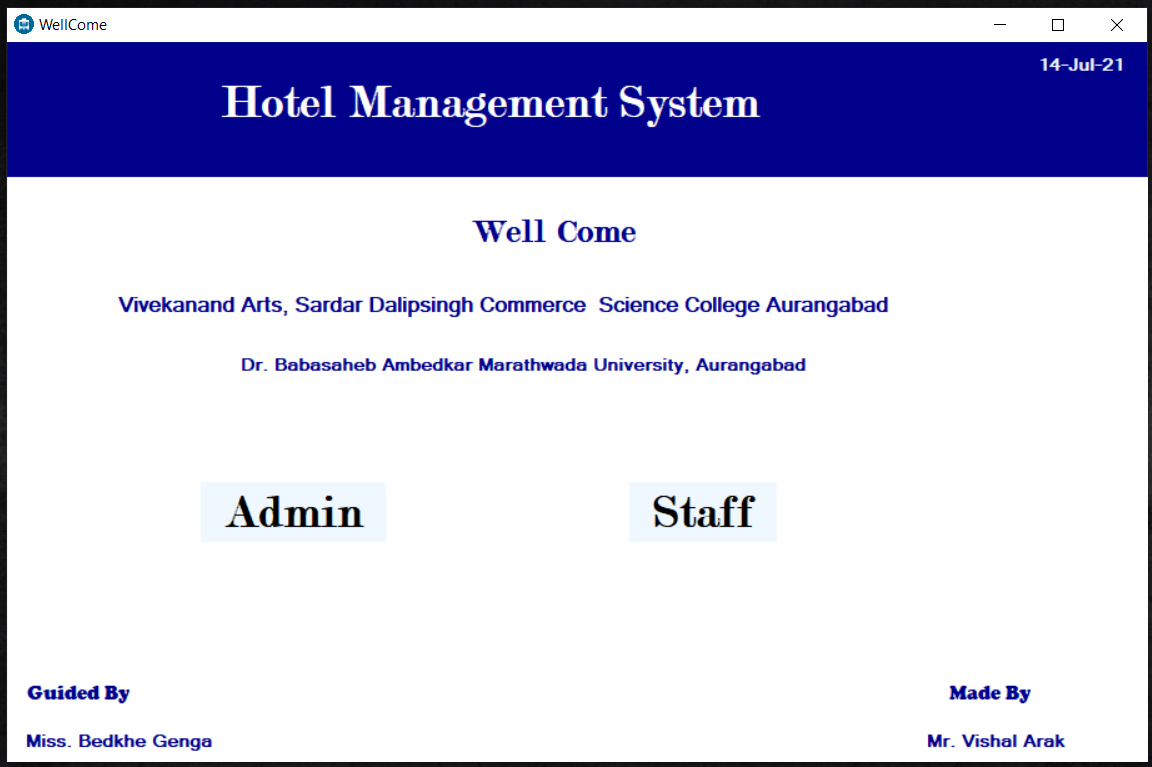 WellCome
14-Jul-21
Hotel Management System
Well Come
Vivekanand Arts, Sardar Dalipsingh Commerce  Science College Aurangabad
Dr. Babasaheb Ambedkar Marathwada University, Aurangabad
Admin Staff
Guided By Made By
Miss. Bedkhe Genga Mr. Vishal Arak